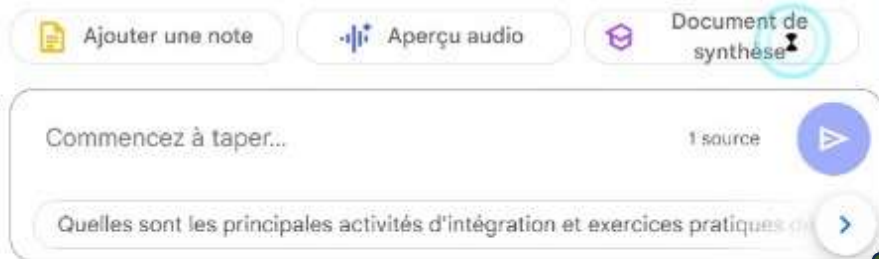 Ajouter une note
Aperçu audio
Document de
synthèse
Commencez à taper...
1 source
Quelles sont les principales activités d'intégration et exercices pratiques